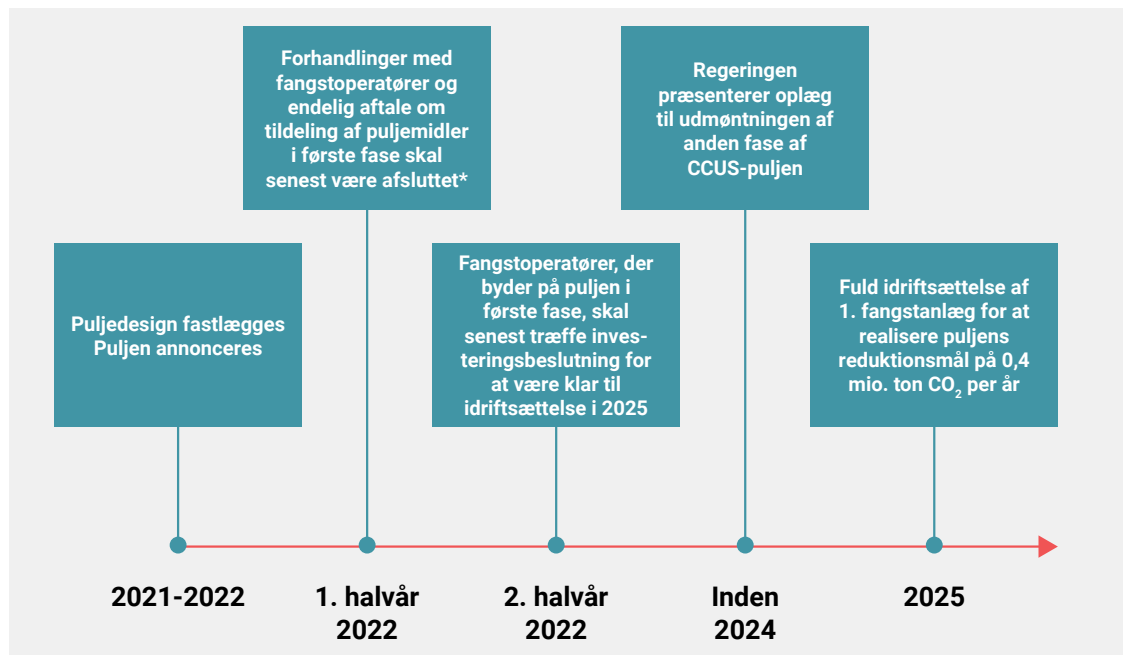 Forhandlinger med
fangstoperatører og
endelig aftale om
tildeling af puljemidler
i første fase skal
senest være afsluttet*
Regeringen
præsenterer oplæg
til udmøntningen af
anden fase af
CCUS-puljen
Puljedesign fastlægges
Puljen annonceres
Fangstoperatører, der
byder på puljen i
første fase, skal
senest træffe inves-
teringsbeslutning for
at være klar til
idriftsættelse i 2025
Fuld idriftsættelse af
1. fangstanlæg for at
realisere puljens
reduktionsmål på 0,4
mio. ton CO₂ per år
2021-2022
1. halvår
2022
2. halvår
2022
Inden
2024
2025